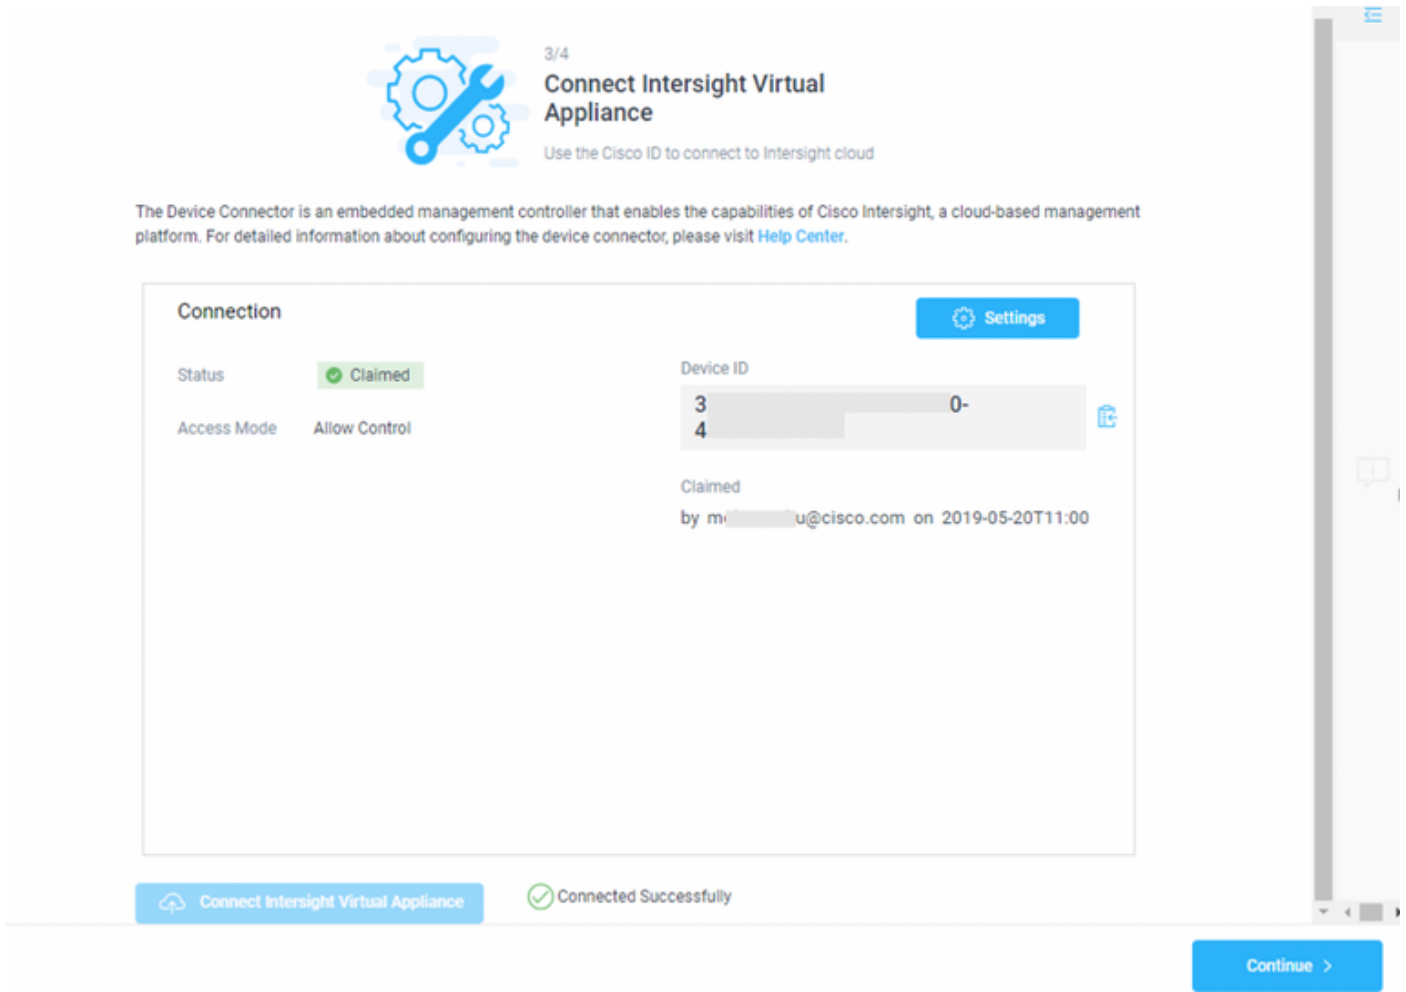 3/4
Connect Intersight Virtual
Appliance
Use the Cisco ID to connect to Intersight cloud
The Device Connector is an embedded management controller that enables the capabilities of Cisco Intersight, a cloud-based management
platform. For detailed information about configuring the device connector, please visit Help Center.
Connection
Settings
Status
Claimed
Access Mode
Allow Control
Device ID
3 0-
4
Claimed
by m u@cisco.com on 2019-05-20T11:00
Connect Intersight Virtual Appliance
Connected Successfully
Continue >